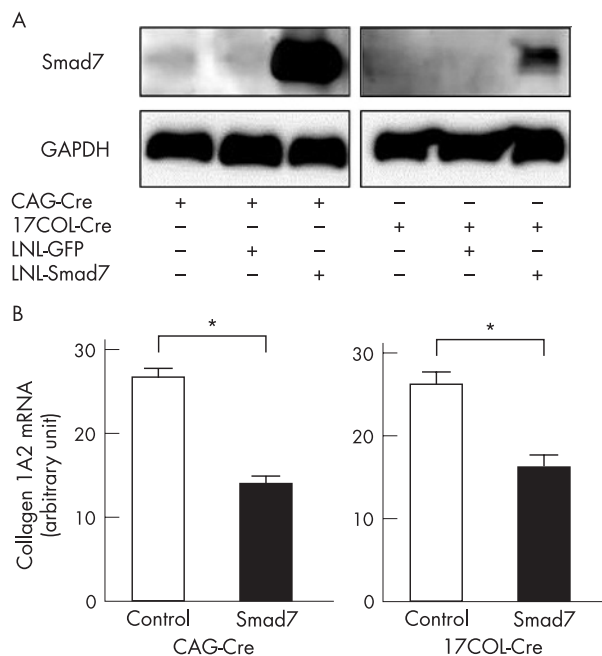 A
Smad7
GAPDH
CAG-Cre + + + – – –
17COL-Cre – – – + + +
LNL-GFP – + – – + –
LNL-Smad7 – – + – – +
B
Collagen 1A2 mRNA
(arbitrary unit)
30
20
10
0
*
Control Smad7
CAG-Cre
30
20
10
0
*
Control Smad7
17COL-Cre